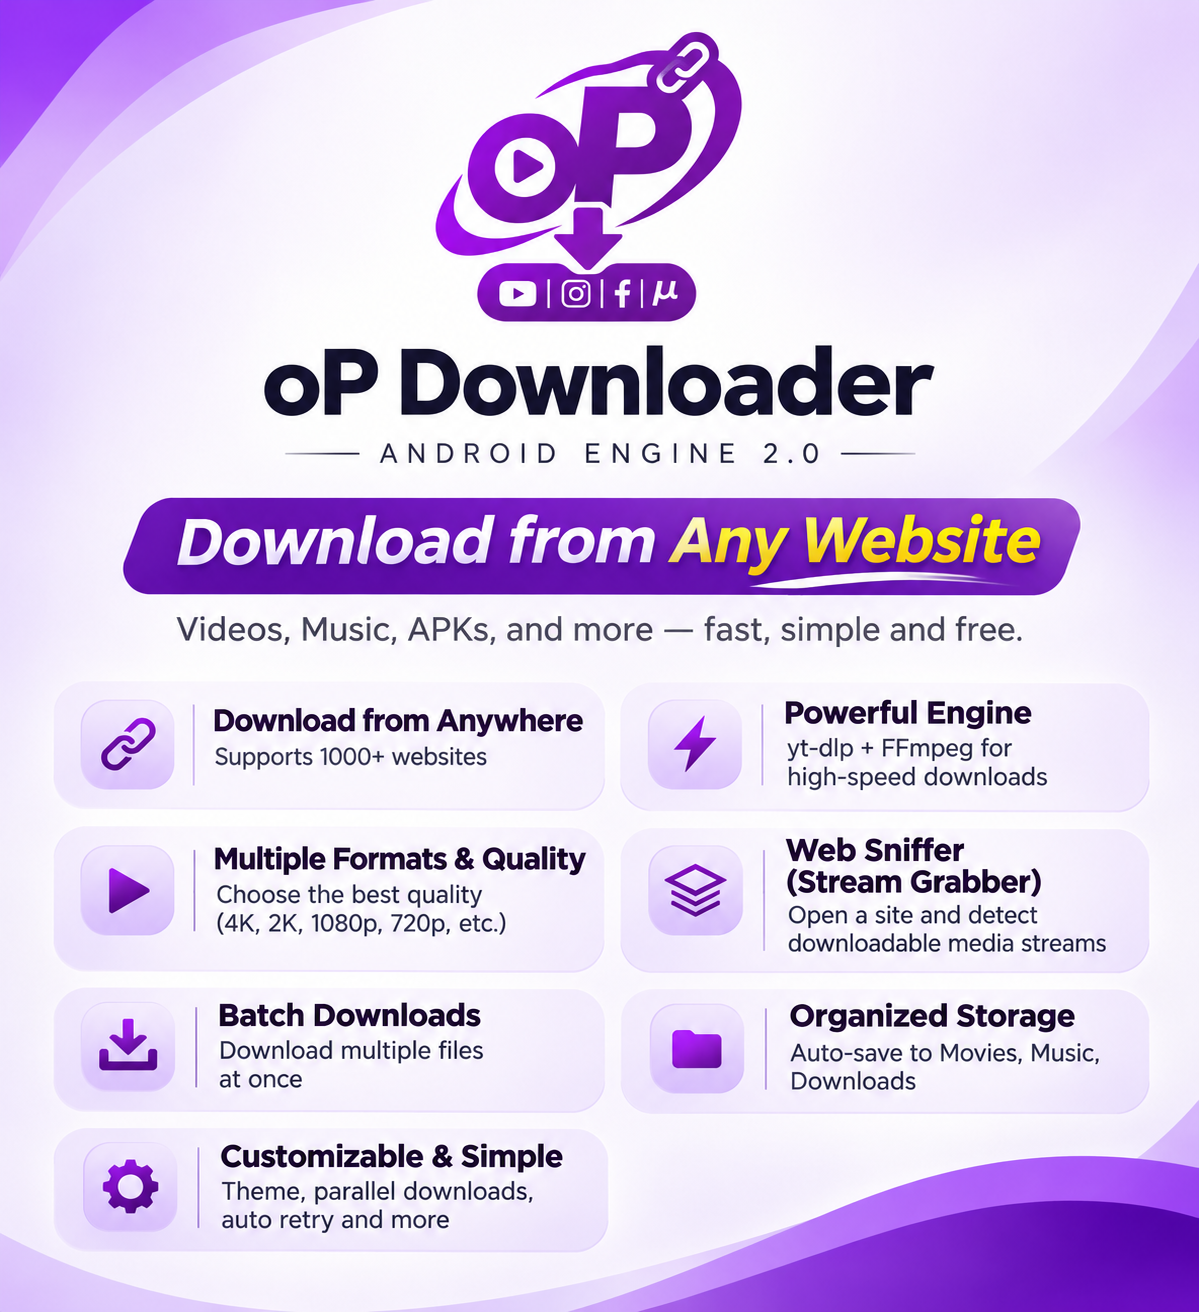 oP
µ
oP Downloader
ANDROID ENGINE 2.0
Download from Any Website
Videos, Music, APKs, and more — fast, simple and free.
Download from Anywhere
Supports 1000+ websites
Powerful Engine
yt-dlp + FFmpeg for
high-speed downloads
Multiple Formats & Quality
Choose the best quality
(4K, 2K, 1080p, 720p, etc.)
Web Sniffer
(Stream Grabber)
Open a site and detect
downloadable media streams
Batch Downloads
Download multiple files
at once
Organized Storage
Auto-save to Movies, Music,
Downloads
Customizable & Simple
Theme, parallel downloads,
auto retry and more